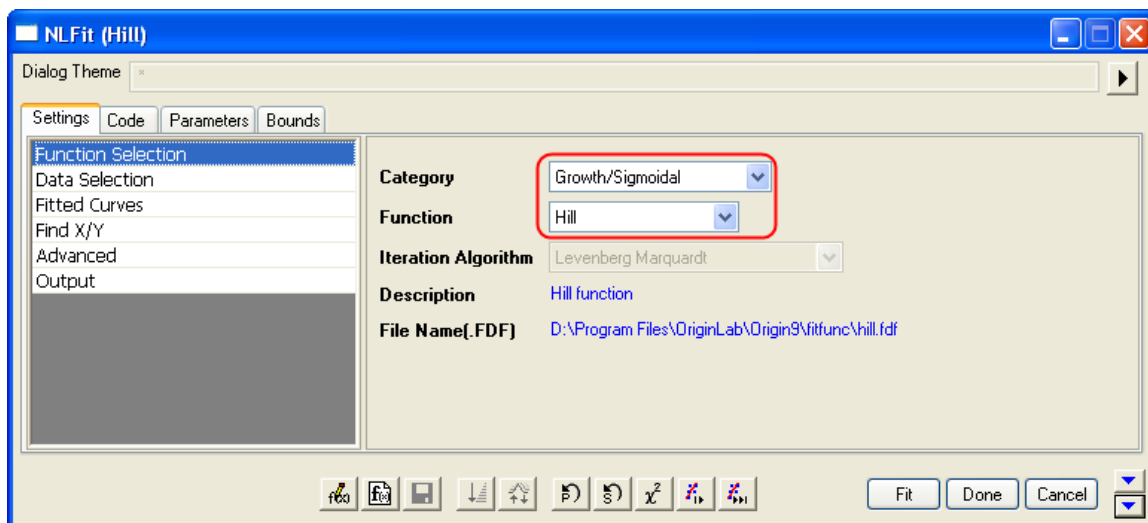 NLFit (Hill)
Dialog Theme *
Settings Code Parameters Bounds
Function Selection
Data Selection
Fitted Curves
Find X/Y
Advanced
Output
Category Growth/Sigmoidal
Function Hill
Iteration Algorithm Levenberg Marquardt
Description Hill function
File Name(.FDF) D:\Program Files\OriginLab\Origin9\fitfunc\hill.fdf
Fit Done Cancel